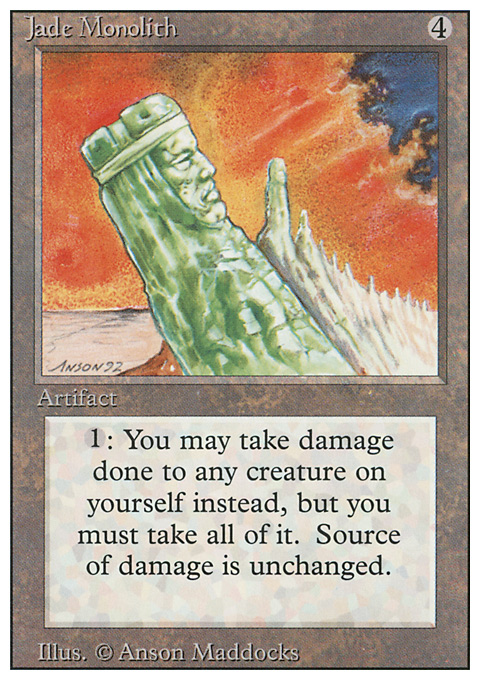 Jade Monolith 4
ANSON 92
Artifact
1: You may take damage
done to any creature on
yourself instead, but you
must take all of it. Source
of damage is unchanged.
Illus. © Anson Maddocks